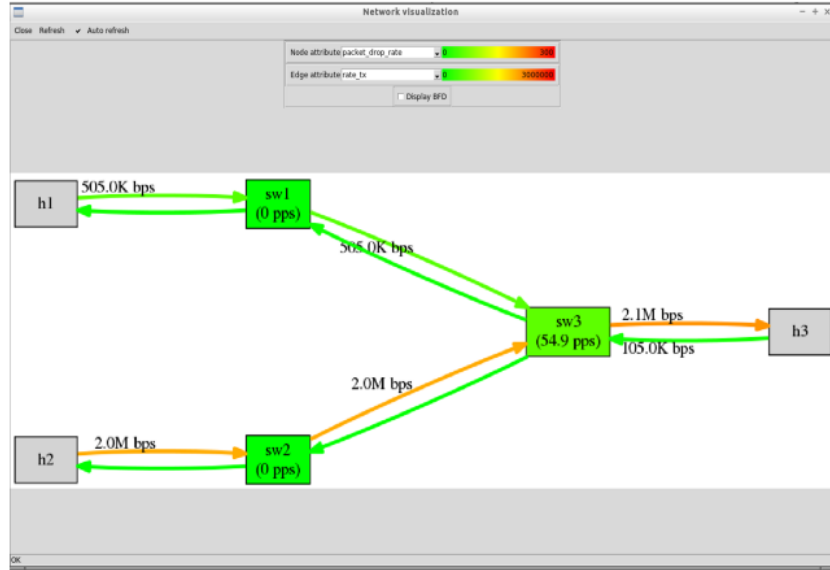 Network visualization
Close Refresh ✔ Auto refresh
Node attribute packet_drop_rate 0 300
Edge attribute rate_tx 0 3000000
Display BFD
h1
505.0K bps
sw1
(0 pps)
505.0K bps
sw3
(54.9 pps)
2.1M bps
105.0K bps
h3
2.0M bps
h2
2.0M bps
sw2
(0 pps)
OK